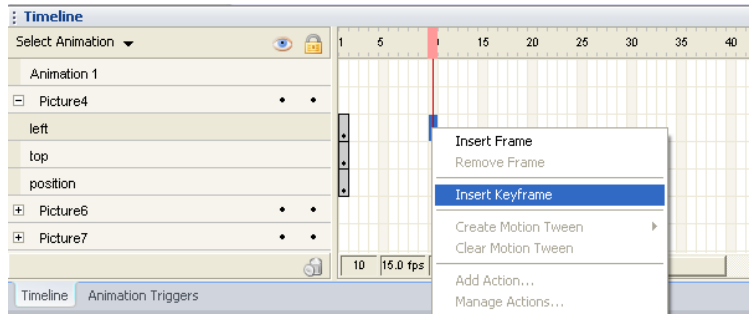 Timeline
Select Animation
1 5 15 20 25 30 35 40
Animation 1
Picture4
left
top
position
Picture6
Picture7
10 15.0 fps
Insert Frame
Remove Frame
Insert Keyframe
Create Motion Tween
Clear Motion Tween
Add Action...
Manage Actions...
Timeline Animation Triggers